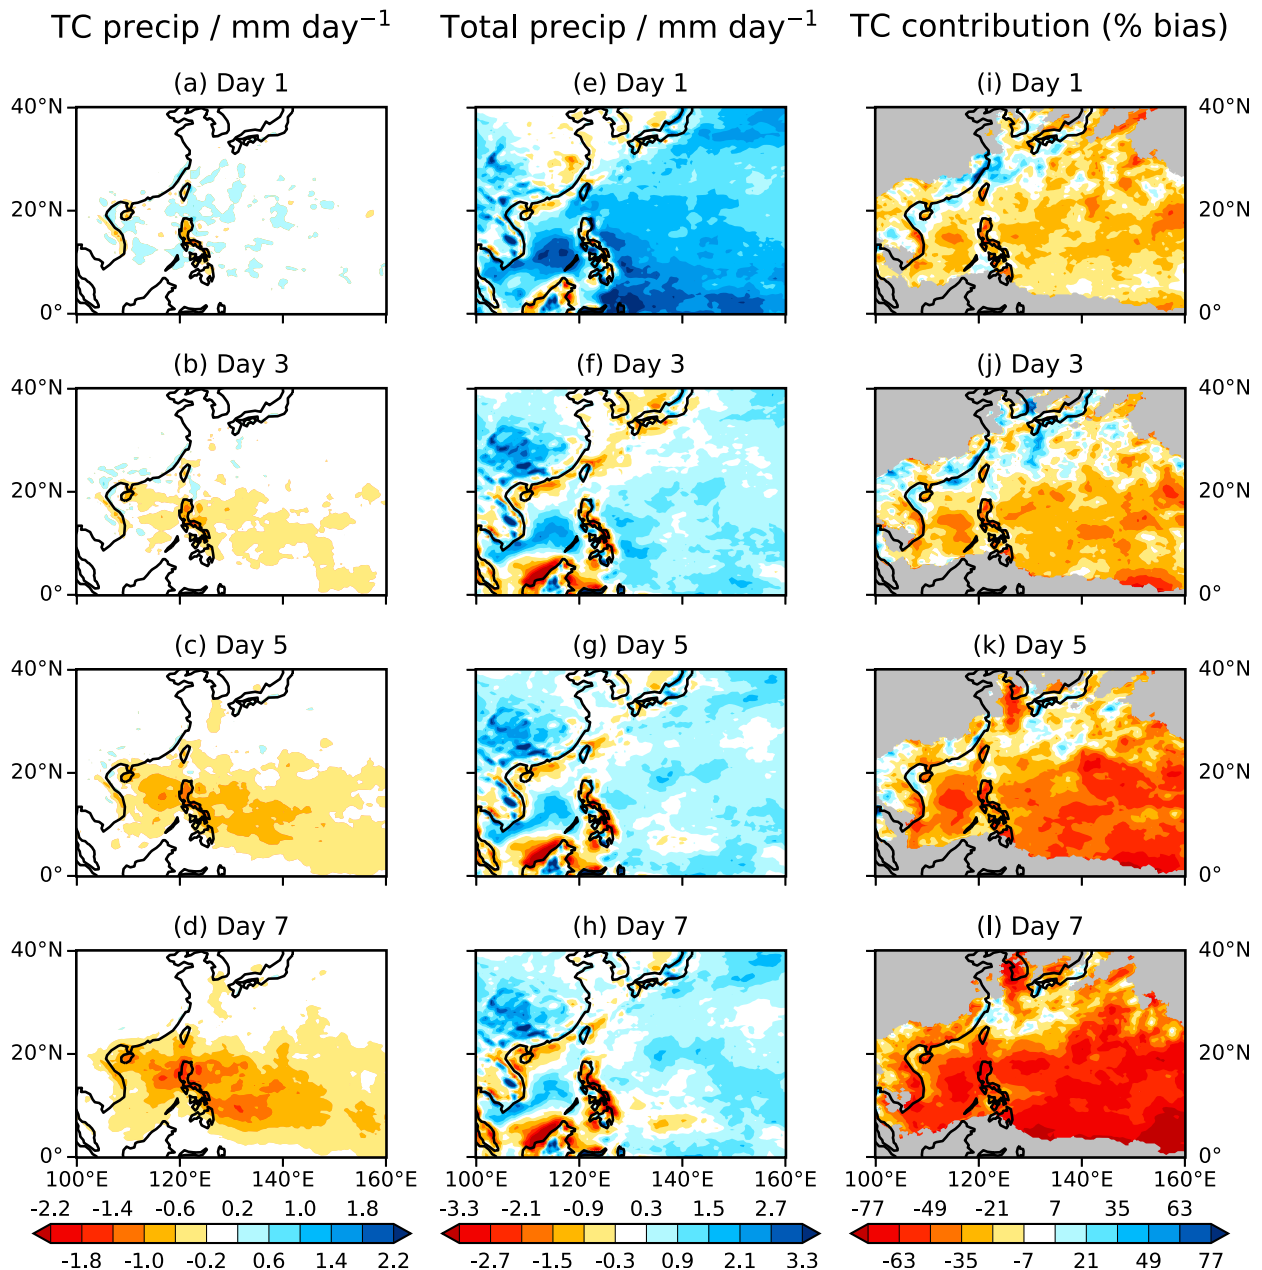 TC precip / mm day⁻¹ Total precip / mm day⁻¹ TC contribution (% bias)
(a) Day 1 (e) Day 1 (i) Day 1
40°N 40°N
20°N 20°N
0° 0°
(b) Day 3 (f) Day 3 (j) Day 3
40°N 40°N
20°N 20°N
0° 0°
(c) Day 5 (g) Day 5 (k) Day 5
40°N 40°N
20°N 20°N
0° 0°
(d) Day 7 (h) Day 7 (l) Day 7
40°N 40°N
20°N 20°N
0° 0°
100°E 120°E 140°E 160°E 100°E 120°E 140°E 160°E 100°E 120°E 140°E 160°E
-2.2 -1.4 -0.6 0.2 1.0 1.8 -3.3 -2.1 -0.9 0.3 1.5 2.7 -77 -49 -21 7 35 63
-1.8 -1.0 -0.2 0.6 1.4 2.2 -2.7 -1.5 -0.3 0.9 2.1 3.3 -63 -35 -7 21 49 77